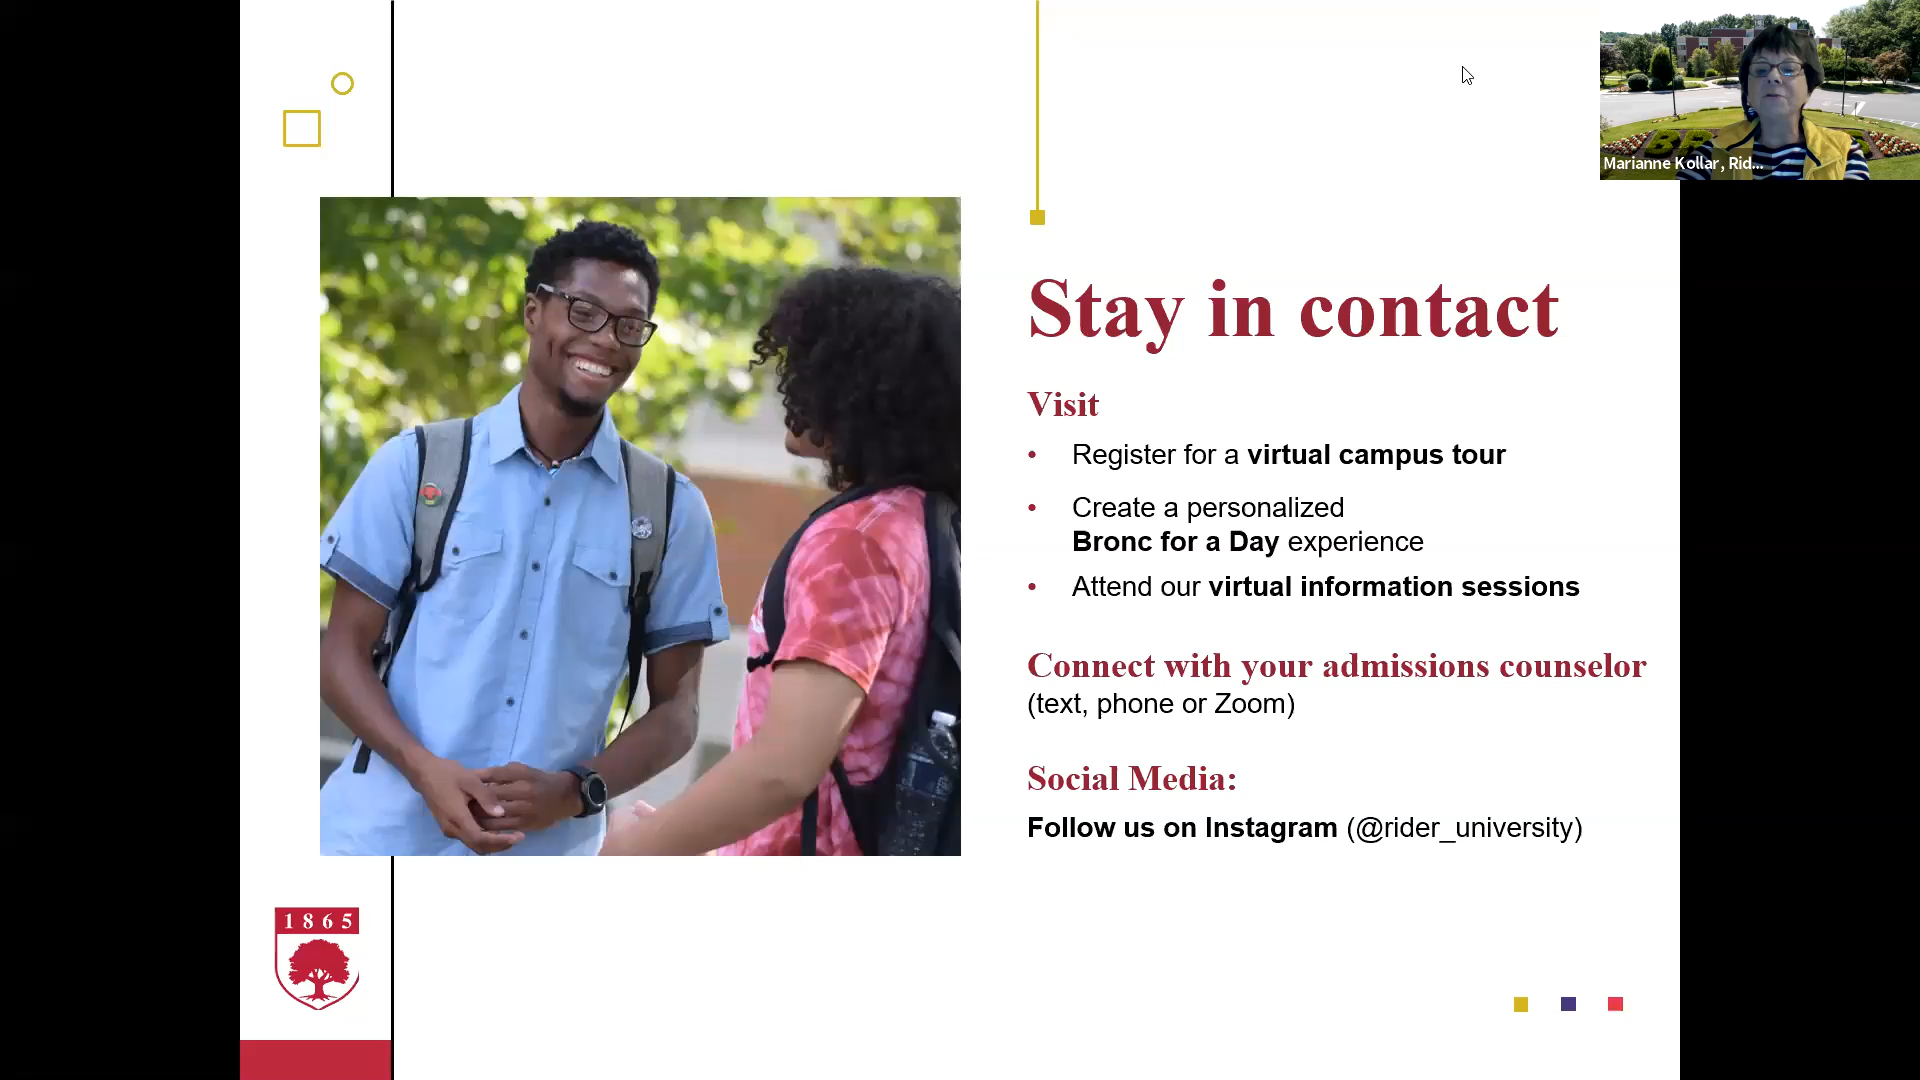 Marianne Kollar, Rid...
Stay in contact
Visit
• Register for a virtual campus tour
• Create a personalized
Bronc for a Day experience
• Attend our virtual information sessions
Connect with your admissions counselor
(text, phone or Zoom)
Social Media:
Follow us on Instagram (@rider_university)
1865